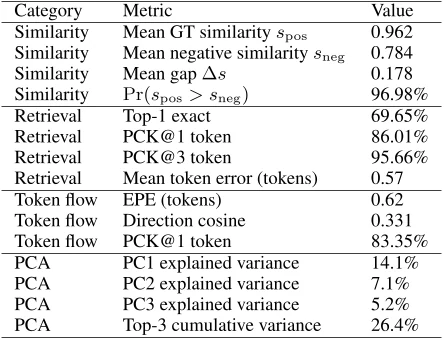 Category Metric Value
Similarity Mean GT similarity s_pos 0.962
Similarity Mean negative similarity s_neg 0.784
Similarity Mean gap Δs 0.178
Similarity Pr(s_pos > s_neg) 96.98%
Retrieval Top-1 exact 69.65%
Retrieval PCK@1 token 86.01%
Retrieval PCK@3 token 95.66%
Retrieval Mean token error (tokens) 0.57
Token flow EPE (tokens) 0.62
Token flow Direction cosine 0.331
Token flow PCK@1 token 83.35%
PCA PC1 explained variance 14.1%
PCA PC2 explained variance 7.1%
PCA PC3 explained variance 5.2%
PCA Top-3 cumulative variance 26.4%